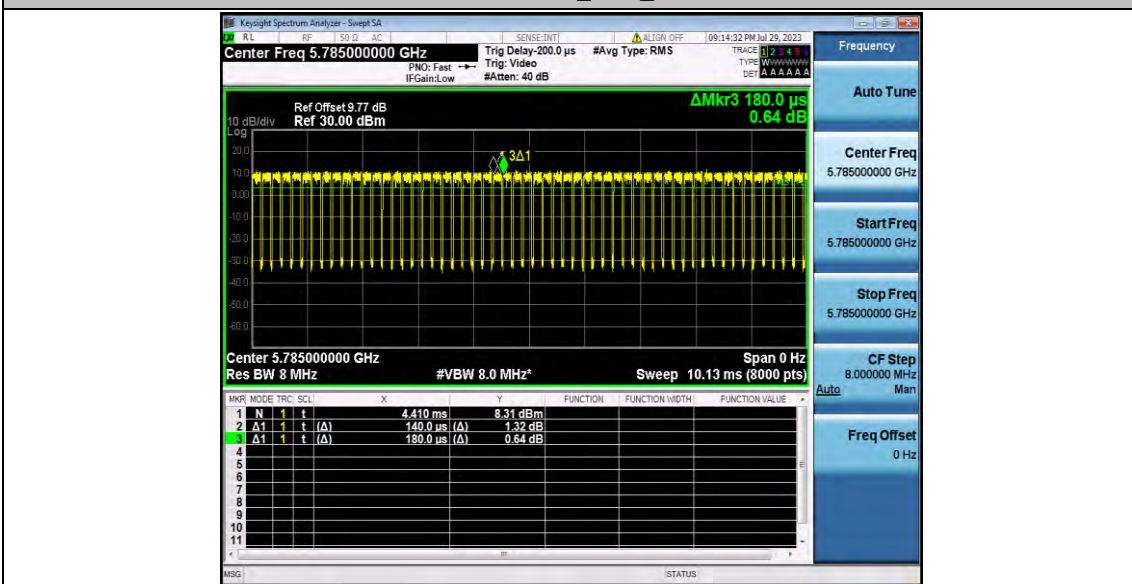 Keysight Spectrum Analyzer - Swept SA
RL RF 50 Ω AC SENSE:INT ALIGN OFF 09:14:32 PM Jul 29, 2023
Center Freq 5.785000000 GHz
PNO: Fast
IFGain:Low
Trig Delay-200.0 µs
Trig: Video
#Atten: 40 dB
#Avg Type: RMS
TRACE 1 2 3 4 5 6
TYPE W
DET A A A A A A
Frequency
ΔMkr3 180.0 µs
0.64 dB
Ref Offset 9.77 dB
10 dB/div Ref 30.00 dBm
Log
20.0
10.0
0.00
-10.0
-20.0
-30.0
-40.0
-50.0
-60.0
3Δ1
Center 5.785000000 GHz Span 0 Hz
Res BW 8 MHz #VBW 8.0 MHz* Sweep 10.13 ms (8000 pts)
MKR MODE TRC SCL X Y FUNCTION FUNCTION WIDTH FUNCTION VALUE
1 N 1 t 4.410 ms 8.31 dBm
2 Δ1 1 t (Δ) 140.0 µs (Δ) 1.32 dB
3 Δ1 1 t (Δ) 180.0 µs (Δ) 0.64 dB
4
5
6
7
8
9
10
11
MSG STATUS
Auto Tune
Center Freq
5.785000000 GHz
Start Freq
5.785000000 GHz
Stop Freq
5.785000000 GHz
CF Step
8.000000 MHz
Auto Man
Freq Offset
0 Hz